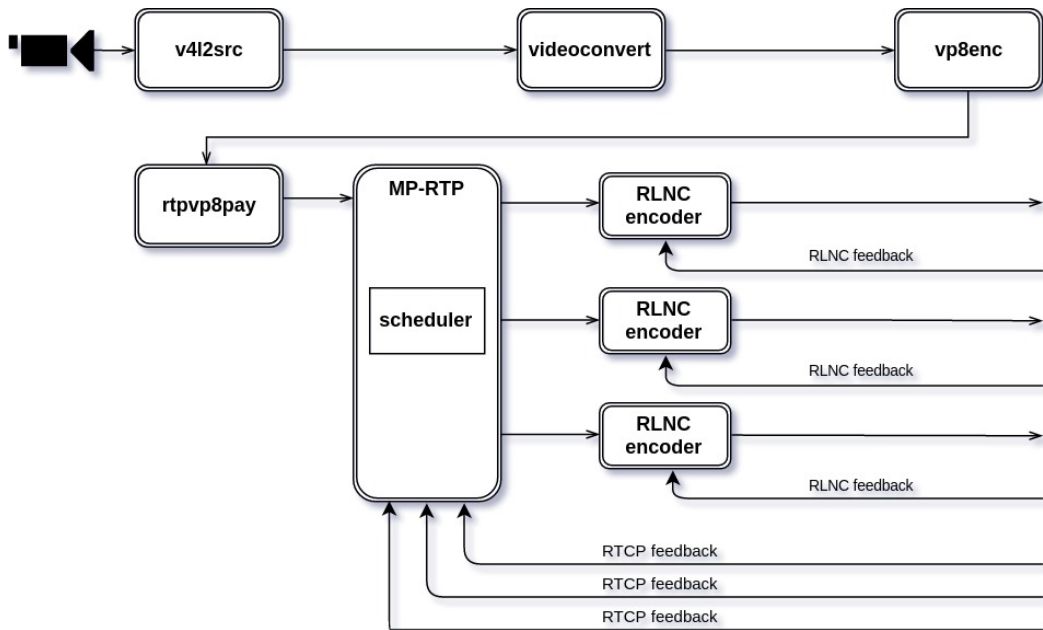 v4l2src
videoconvert
vp8enc
rtpvp8pay
MP-RTP
scheduler
RLNC
encoder
RLNC feedback
RLNC
encoder
RLNC feedback
RLNC
encoder
RLNC feedback
RTCP feedback
RTCP feedback
RTCP feedback